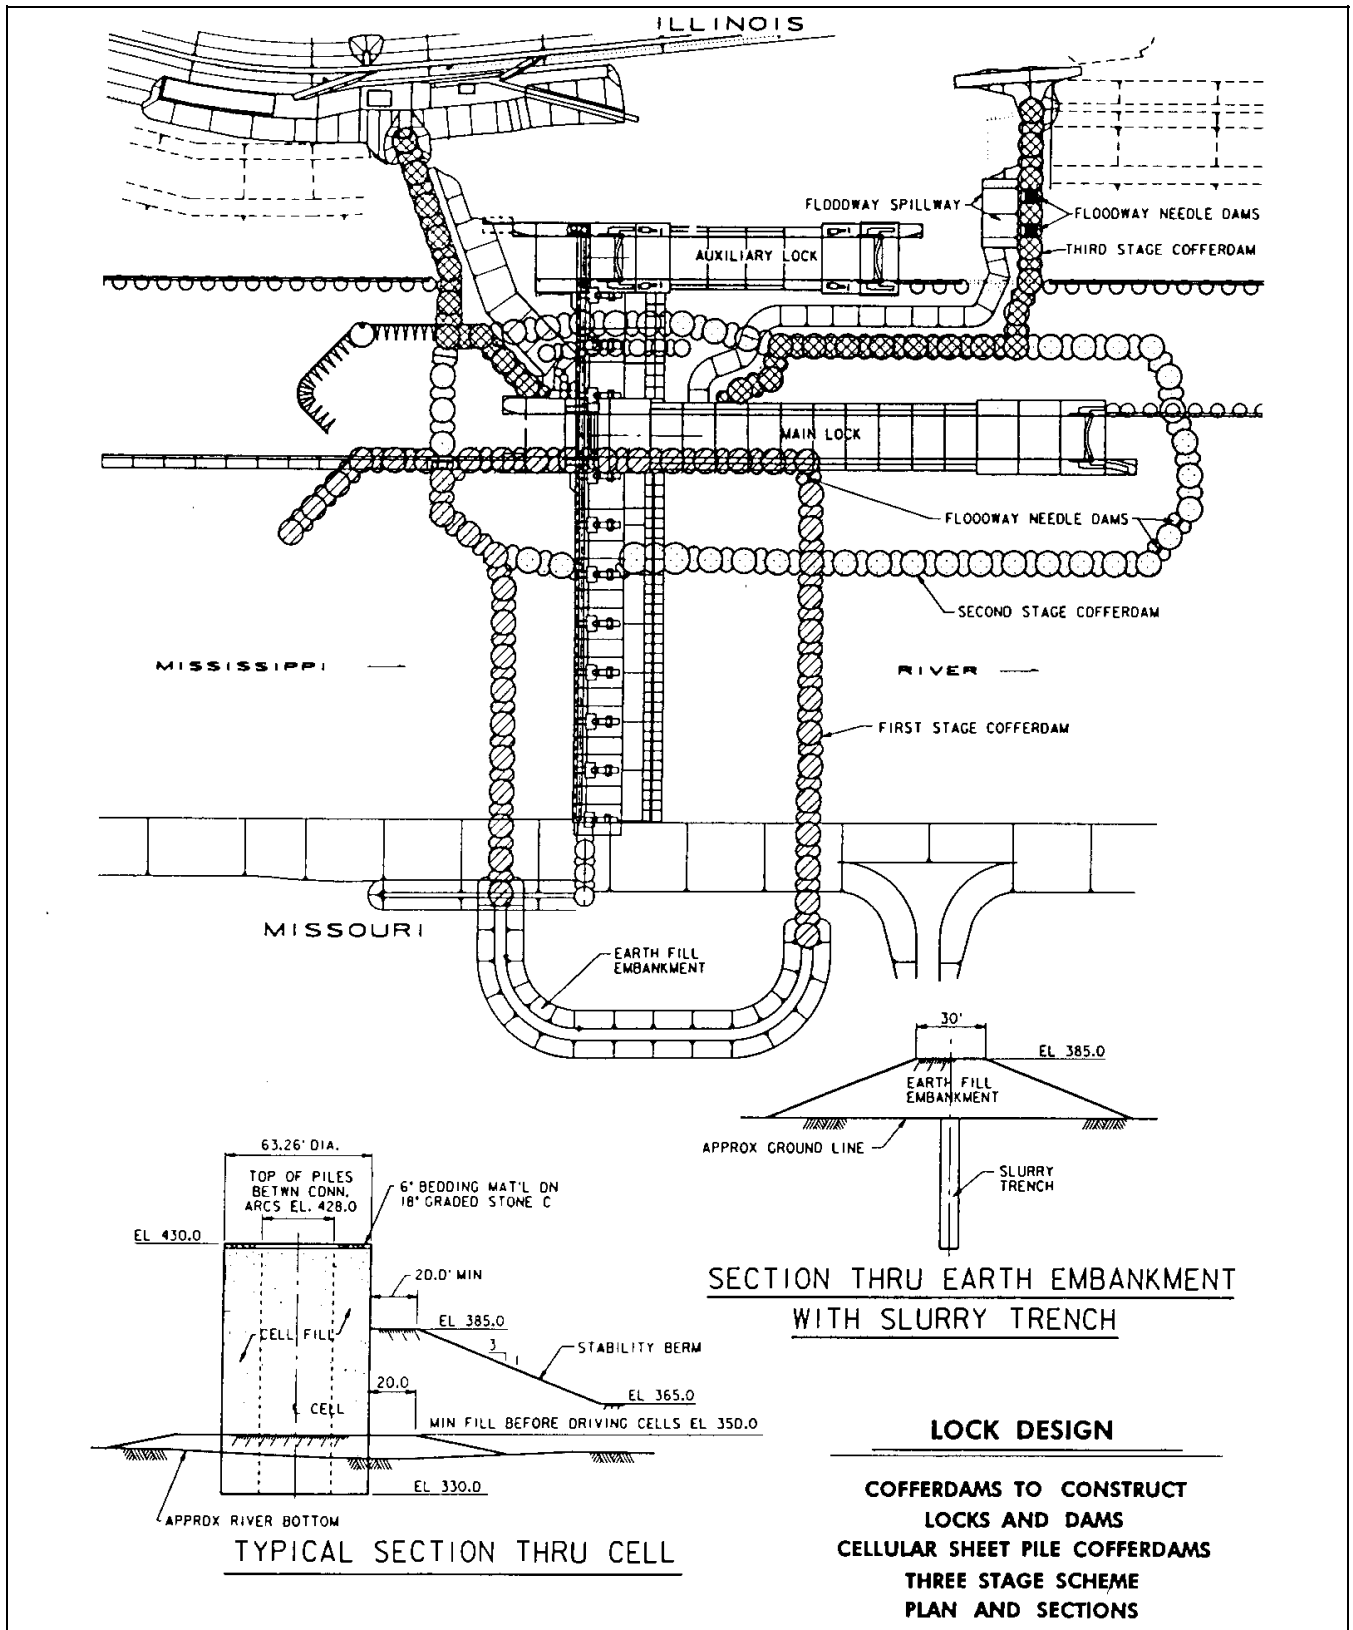 ILLINOIS
FLOODWAY SPILLWAY
FLOODWAY NEEDLE DAMS
THIRD STAGE COFFERDAM
AUXILIARY LOCK
MAIN LOCK
FLOODWAY NEEDLE DAMS
SECOND STAGE COFFERDAM
MISSISSIPPI
RIVER
FIRST STAGE COFFERDAM
MISSOURI
EARTH FILL
EMBANKMENT
30'
EL 385.0
EARTH FILL
EMBANKMENT
APPROX GROUND LINE
SLURRY
TRENCH
SECTION THRU EARTH EMBANKMENT
WITH SLURRY TRENCH
63.26' DIA.
TOP OF PILES
BETWN CONN.
ARCS EL. 428.0
6" BEDDING MAT'L ON
18" GRADED STONE C
EL 430.0
20.0' MIN
EL 385.0
CELL FILL
3
1
STABILITY BERM
20.0
EL 365.0
℄ CELL
MIN FILL BEFORE DRIVING CELLS EL 350.0
EL 330.0
APPROX RIVER BOTTOM
TYPICAL SECTION THRU CELL
LOCK DESIGN
COFFERDAMS TO CONSTRUCT
LOCKS AND DAMS
CELLULAR SHEET PILE COFFERDAMS
THREE STAGE SCHEME
PLAN AND SECTIONS